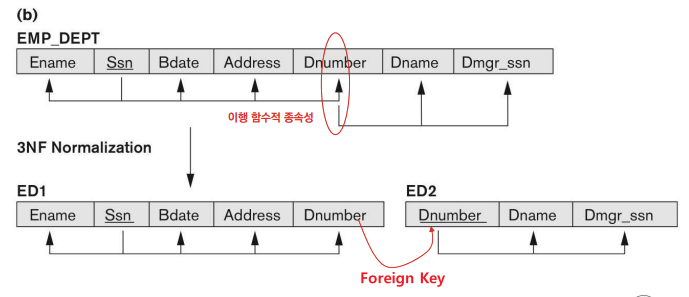 (b)
EMP_DEPT
Ename Ssn Bdate Address Dnumber Dname Dmgr_ssn
이행 함수적 종속성
3NF Normalization
ED1 ED2
Ename Ssn Bdate Address Dnumber Dnumber Dname Dmgr_ssn
Foreign Key